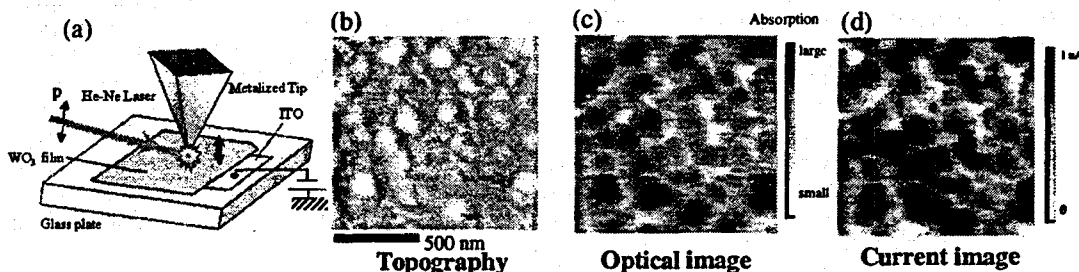 (a)
P
He-Ne Laser
Metalized Tip
ITO
WO₃ film
Glass plate
(b)
500 nm
Topography
(c)
Absorption
large
small
Optical image
(d)
0
Current image